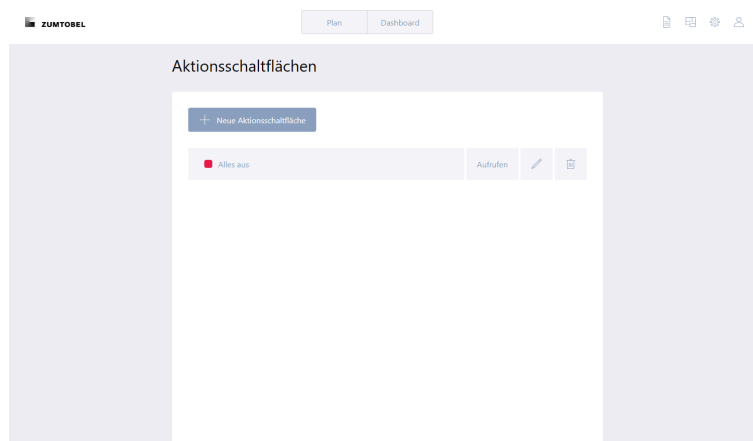 ZUMTOBEL
Plan
Dashboard
Aktionsschaltflächen
Neue Aktionsschaltfläche
Alles aus
Aufrufen